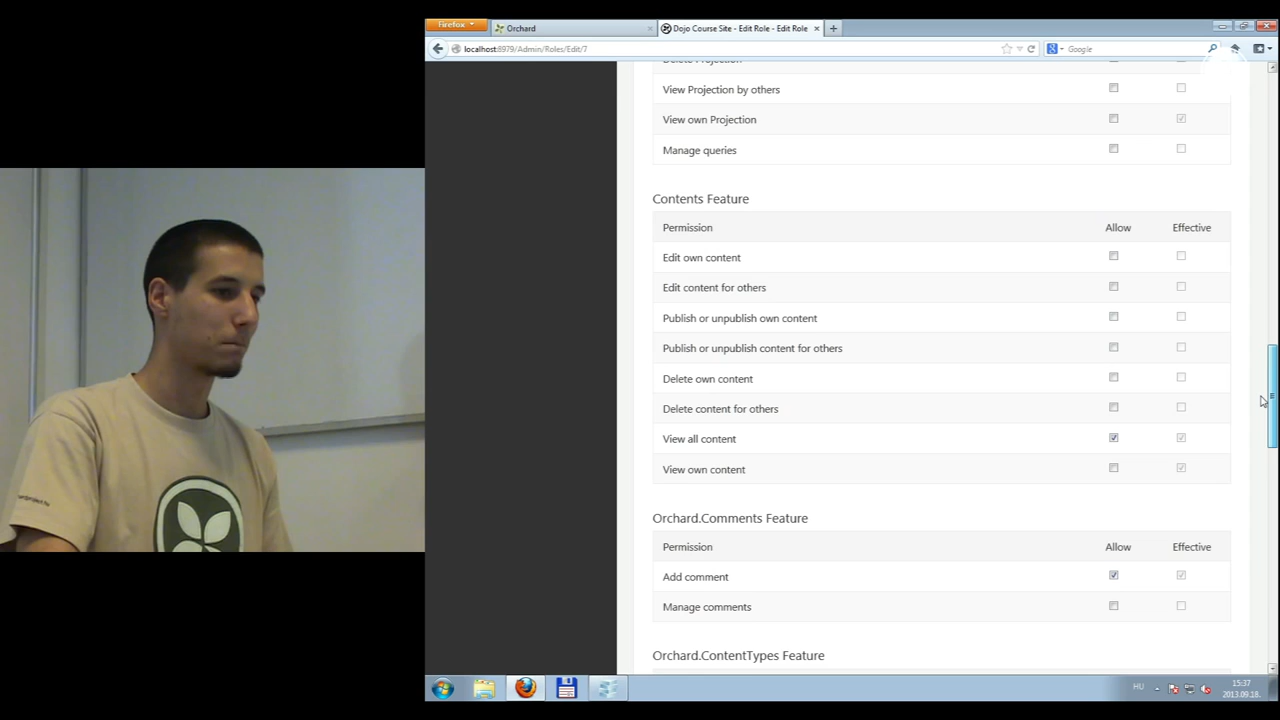 Firefox
Orchard
Dojo Course Site - Edit Role - Edit Role
localhost:8979/Admin/Roles/Edit/7
Google
Delete Projection
View Projection by others
View own Projection
Manage queries
Contents Feature
Permission Allow Effective
Edit own content
Edit content for others
Publish or unpublish own content
Publish or unpublish content for others
Delete own content
Delete content for others
View all content
View own content
Orchard.Comments Feature
Permission Allow Effective
Add comment
Manage comments
Orchard.ContentTypes Feature
HU
15:37
2013.09.18.